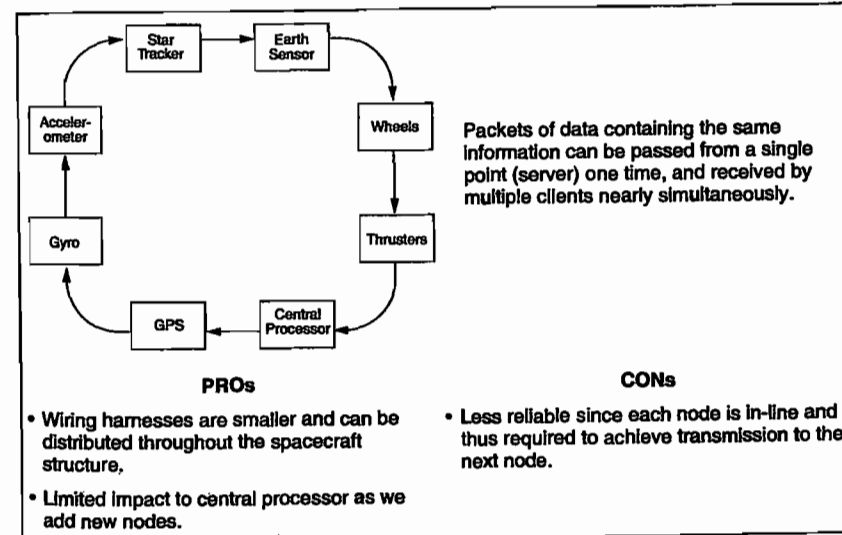 Star
Tracker
Earth
Sensor
Acceler-
ometer
Wheels
Gyro
Thrusters
GPS
Central
Processor
Packets of data containing the same
information can be passed from a single
point (server) one time, and received by
multiple clients nearly simultaneously.
PROs
• Wiring harnesses are smaller and can be
distributed throughout the spacecraft
structure.
• Limited impact to central processor as we
add new nodes.
CONs
• Less reliable since each node is in-line and
thus required to achieve transmission to the
next node.